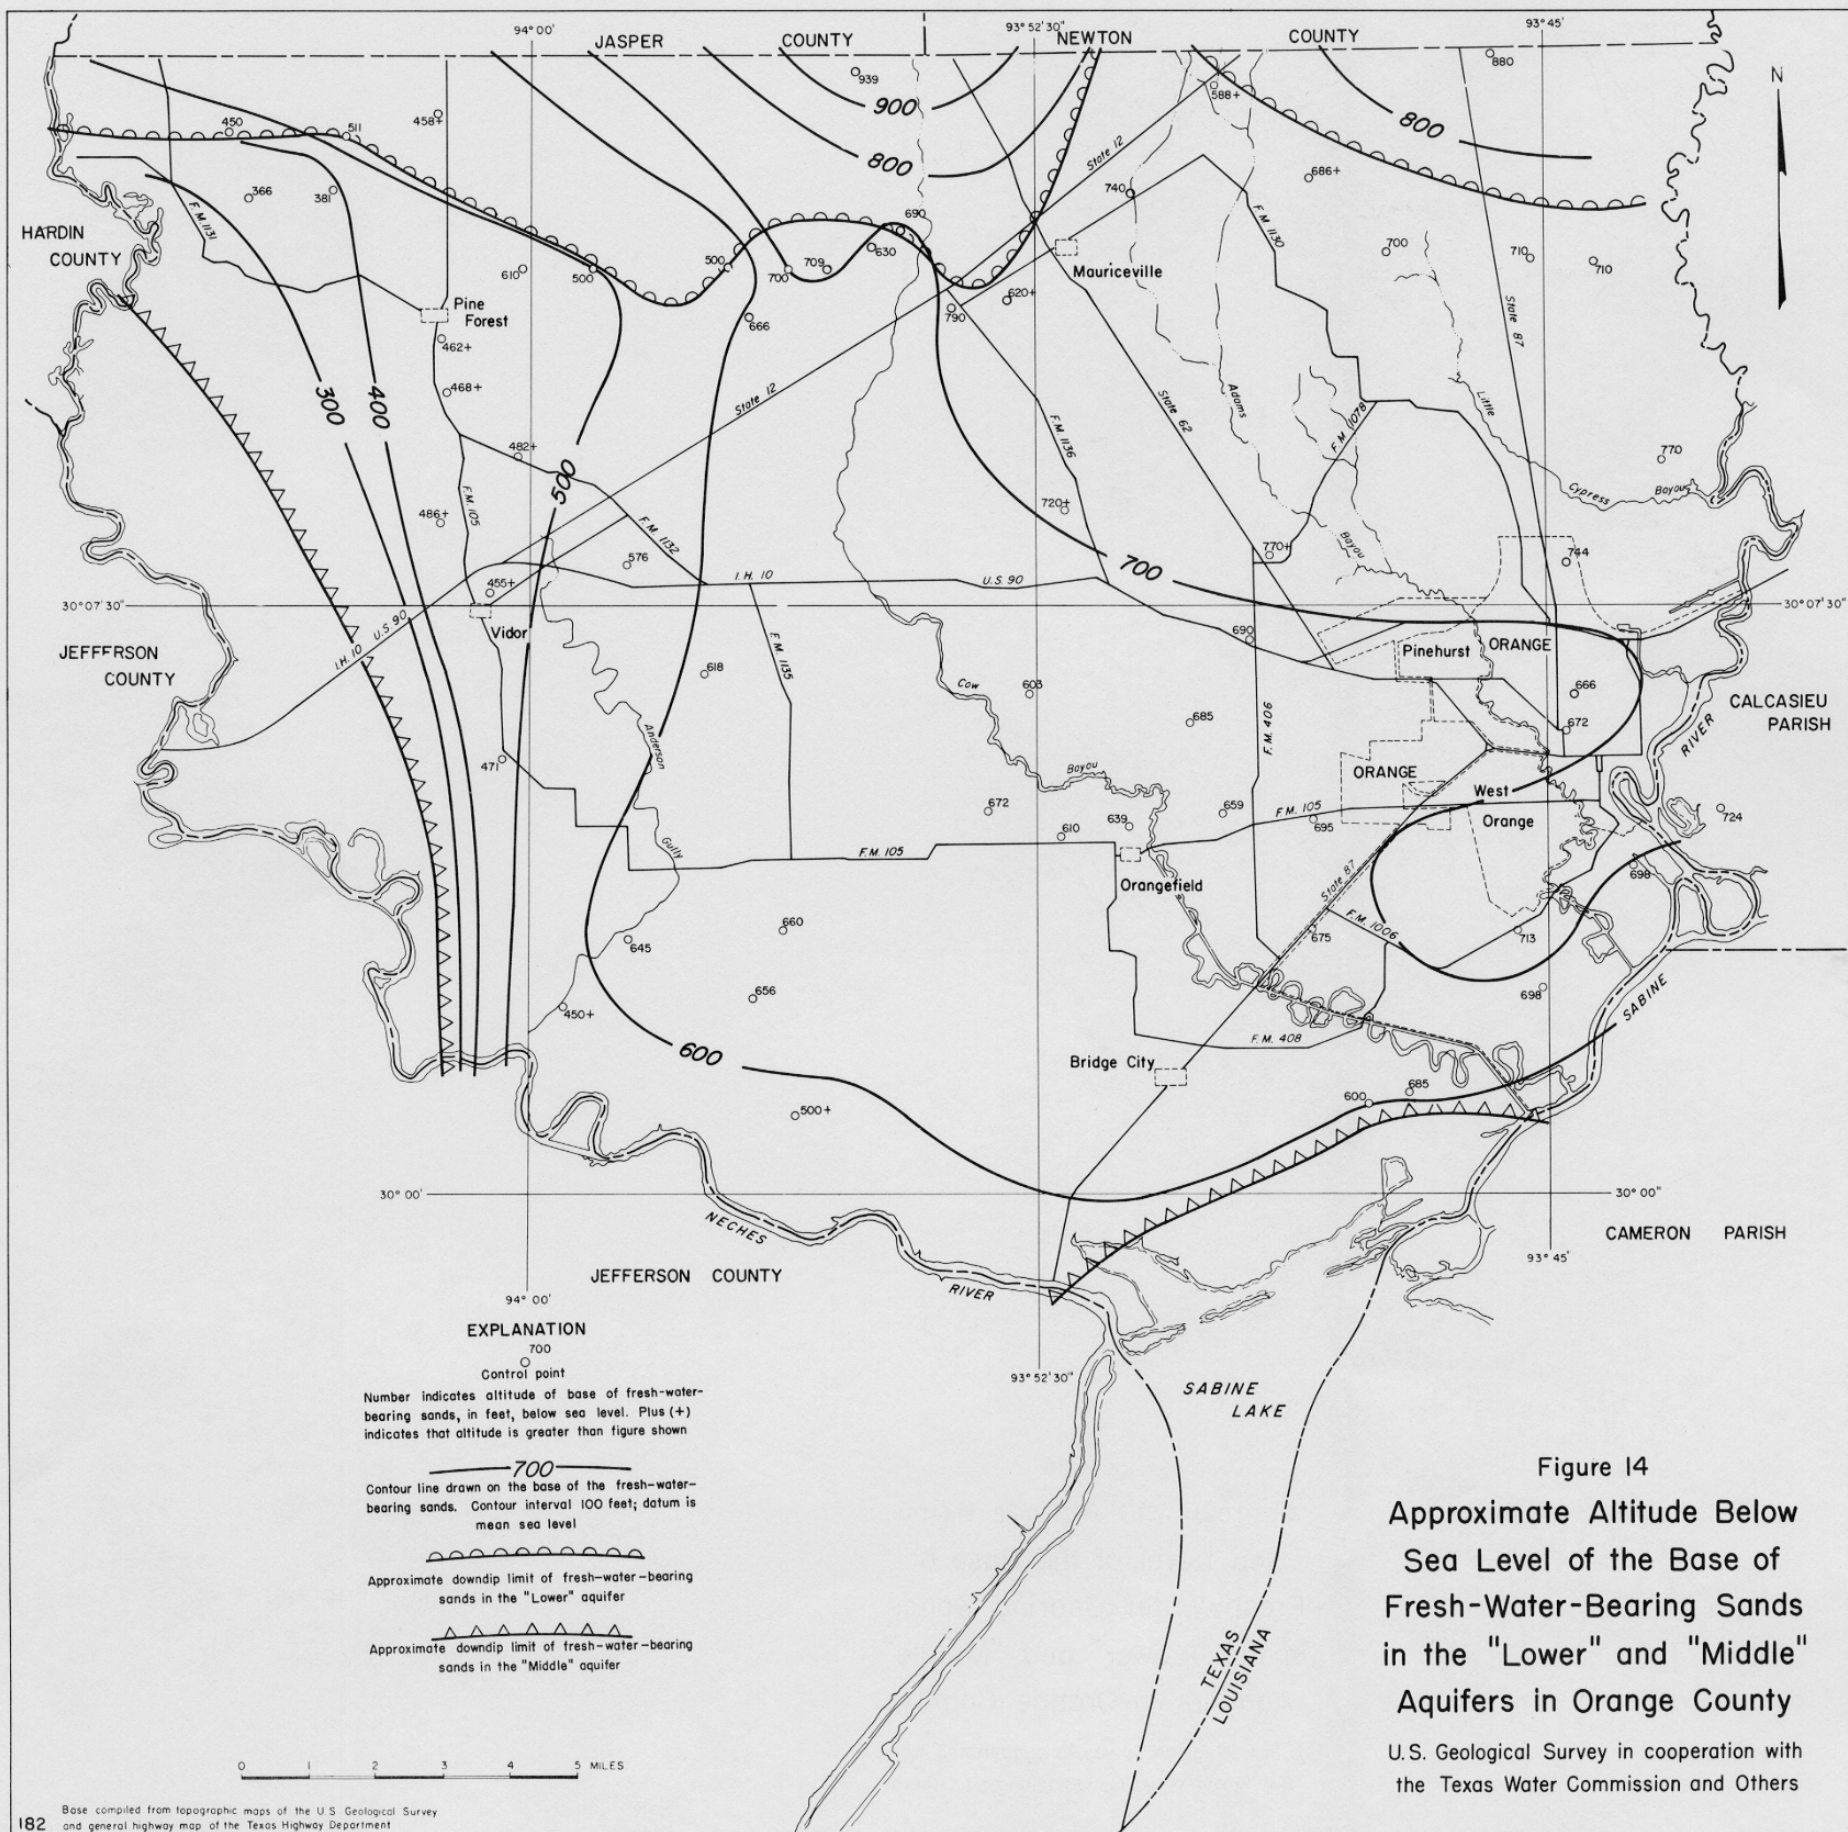 94° 00'
93° 52' 30"
93° 45'
JASPER COUNTY
NEWTON COUNTY
N
939
880
900
588+
458+
800
800
450
511
State 12
686+
740
366
381
F.M. 1131
690
F.M. 1130
HARDIN
COUNTY
700
710
710
610
500
500
700
709
630
Mauriceville
Pine
Forest
620+
790
666
State 87
462+
468+
300
400
State 12
Adams
Little
State 62
F.M. 1078
F.M. 1136
482+
500
770
Cypress Bayou
F.M. 105
486+
720+
F.M. 1132
Bayou
770+
744
576
700
I.H. 10
U.S. 90
455+
30° 07' 30"
30° 07' 30"
Vidor
U.S. 90
I.H. 10
690
Pinehurst
ORANGE
JEFFERSON
COUNTY
F.M. 1135
618
Cow
603
666
CALCASIEU
PARISH
685
F.M. 406
672
RIVER
Anderson
471
Bayou
ORANGE
West
Orange
672
639
659
F.M. 105
695
724
610
Gully
F.M. 105
Orangefield
State 87
698
660
645
F.M. 1006
675
713
656
698
SABINE
450+
600
F.M. 408
Bridge City
685
600
500+
30° 00'
30° 00"
NECHES
CAMERON PARISH
93° 45'
JEFFERSON COUNTY
RIVER
94° 00'
EXPLANATION
700
Control point
Number indicates altitude of base of fresh-water-
bearing sands, in feet, below sea level. Plus (+)
indicates that altitude is greater than figure shown
93° 52' 30"
SABINE
LAKE
700
Contour line drawn on the base of the fresh-water-
bearing sands. Contour interval 100 feet; datum is
mean sea level
Approximate downdip limit of fresh-water-bearing
sands in the "Lower" aquifer
Approximate downdip limit of fresh-water-bearing
sands in the "Middle" aquifer
TEXAS
LOUISIANA
Figure 14
Approximate Altitude Below
Sea Level of the Base of
Fresh-Water-Bearing Sands
in the "Lower" and "Middle"
Aquifers in Orange County
U.S. Geological Survey in cooperation with
the Texas Water Commission and Others
0 1 2 3 4 5 MILES
Base compiled from topographic maps of the U.S. Geological Survey
and general highway map of the Texas Highway Department
182